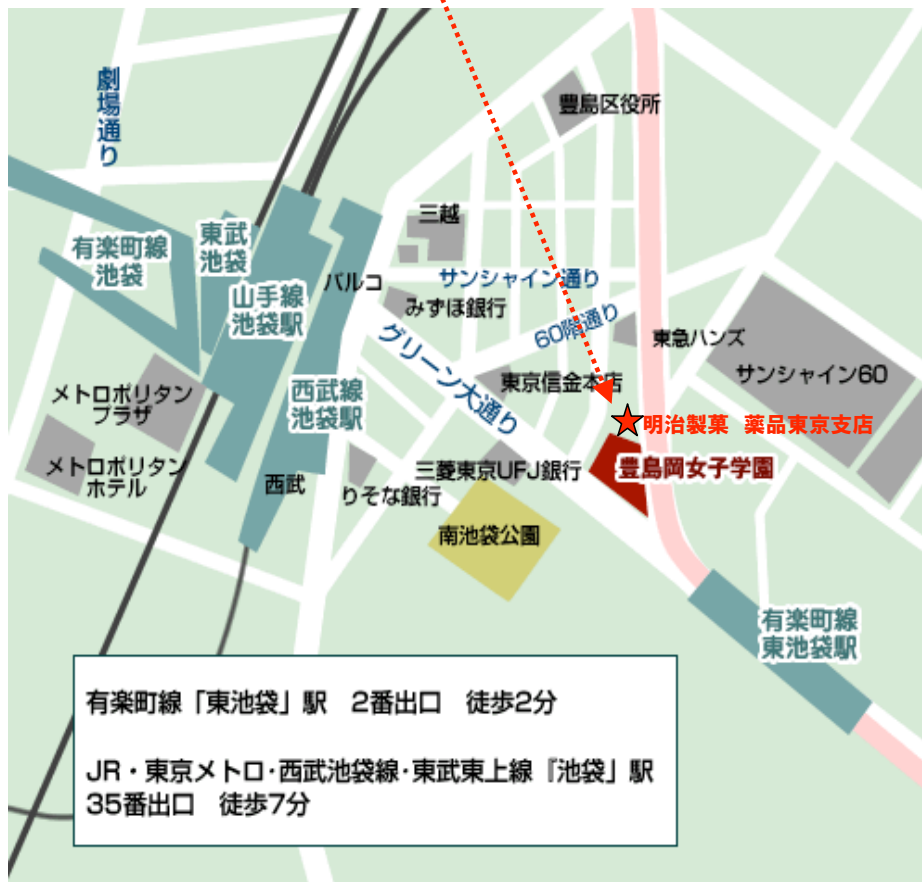 劇場通り
豊島区役所
三越
有楽町線
池袋
東武
池袋
山手線
池袋駅
パルコ
サンシャイン通り
みずほ銀行
60階通り
東急ハンズ
グリーン大通り
サンシャイン60
東京信金本店
メトロポリタン
プラザ
西武線
池袋駅
★明治製菓 薬品東京支店
メトロポリタン
ホテル
西武
りそな銀行
三菱東京UFJ銀行
豊島岡女子学園
南池袋公園
有楽町線
東池袋駅
有楽町線「東池袋」駅 2番出口 徒歩2分
JR・東京メトロ・西武池袋線・東武東上線『池袋』駅
35番出口 徒歩7分